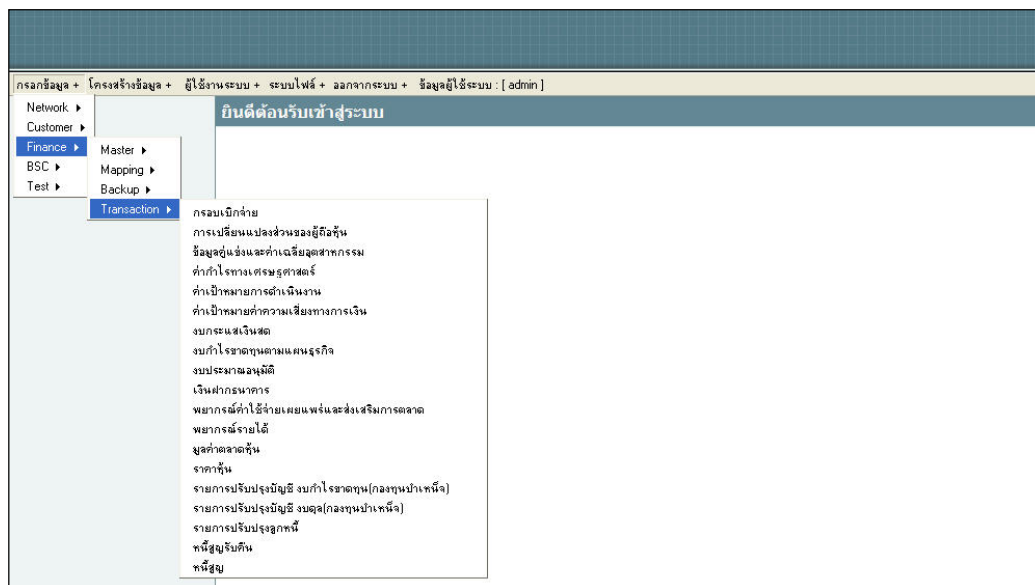 กรอกข้อมูล + โครงสร้างข้อมูล + ผู้ใช้งานระบบ + ระบบไฟล์ + ออกจากระบบ + ข้อมูลผู้ใช้ระบบ : [ admin ]
ยินดีต้อนรับเข้าสู่ระบบ
Network
Customer
Finance
BSC
Test
Master
Mapping
Backup
Transaction
กรอบเบิกจ่าย
การเปลี่ยนแปลงส่วนของผู้ถือหุ้น
ข้อมูลคู่แข่งและค่าเฉลี่ยอุตสาหกรรม
ค่ากำไรทางเศรษฐศาสตร์
ค่าเป้าหมายการดำเนินงาน
ค่าเป้าหมายค่าความเสี่ยงทางการเงิน
งบกระแสเงินสด
งบกำไรขาดทุนตามแผนธุรกิจ
งบประมาณอนุมัติ
เงินฝากธนาคาร
พยากรณ์ค่าใช้จ่ายเผยแพร่และส่งเสริมการตลาด
พยากรณ์รายได้
มูลค่าตลาดหุ้น
ราคาหุ้น
รายการปรับปรุงบัญชี งบกำไรขาดทุน(กองทุนบำเหน็จ)
รายการปรับปรุงบัญชี งบดุล(กองทุนบำเหน็จ)
รายการปรับปรุงลูกหนี้
หนี้สูญรับคืน
หนี้สูญ